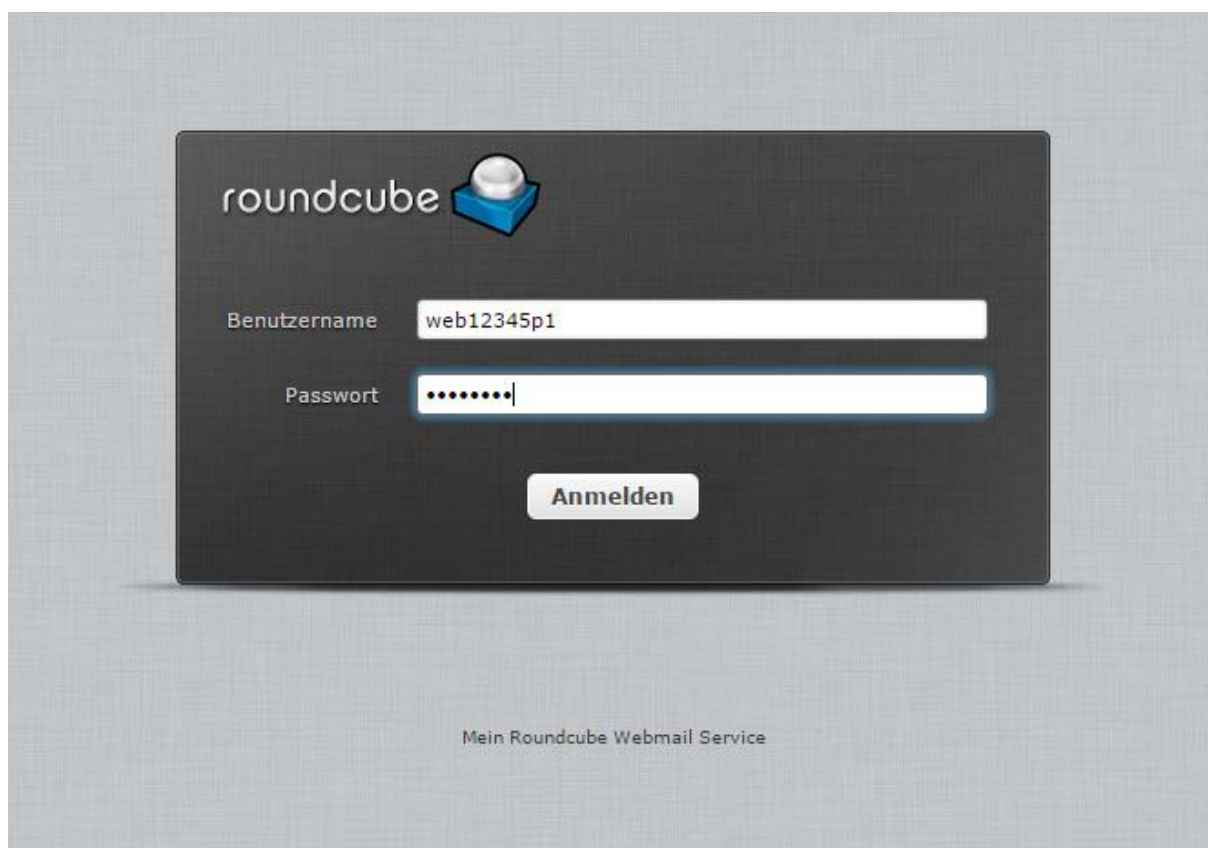 roundcube
Benutzername web12345p1
Passwort ••••••••
Anmelden
Mein Roundcube Webmail Service